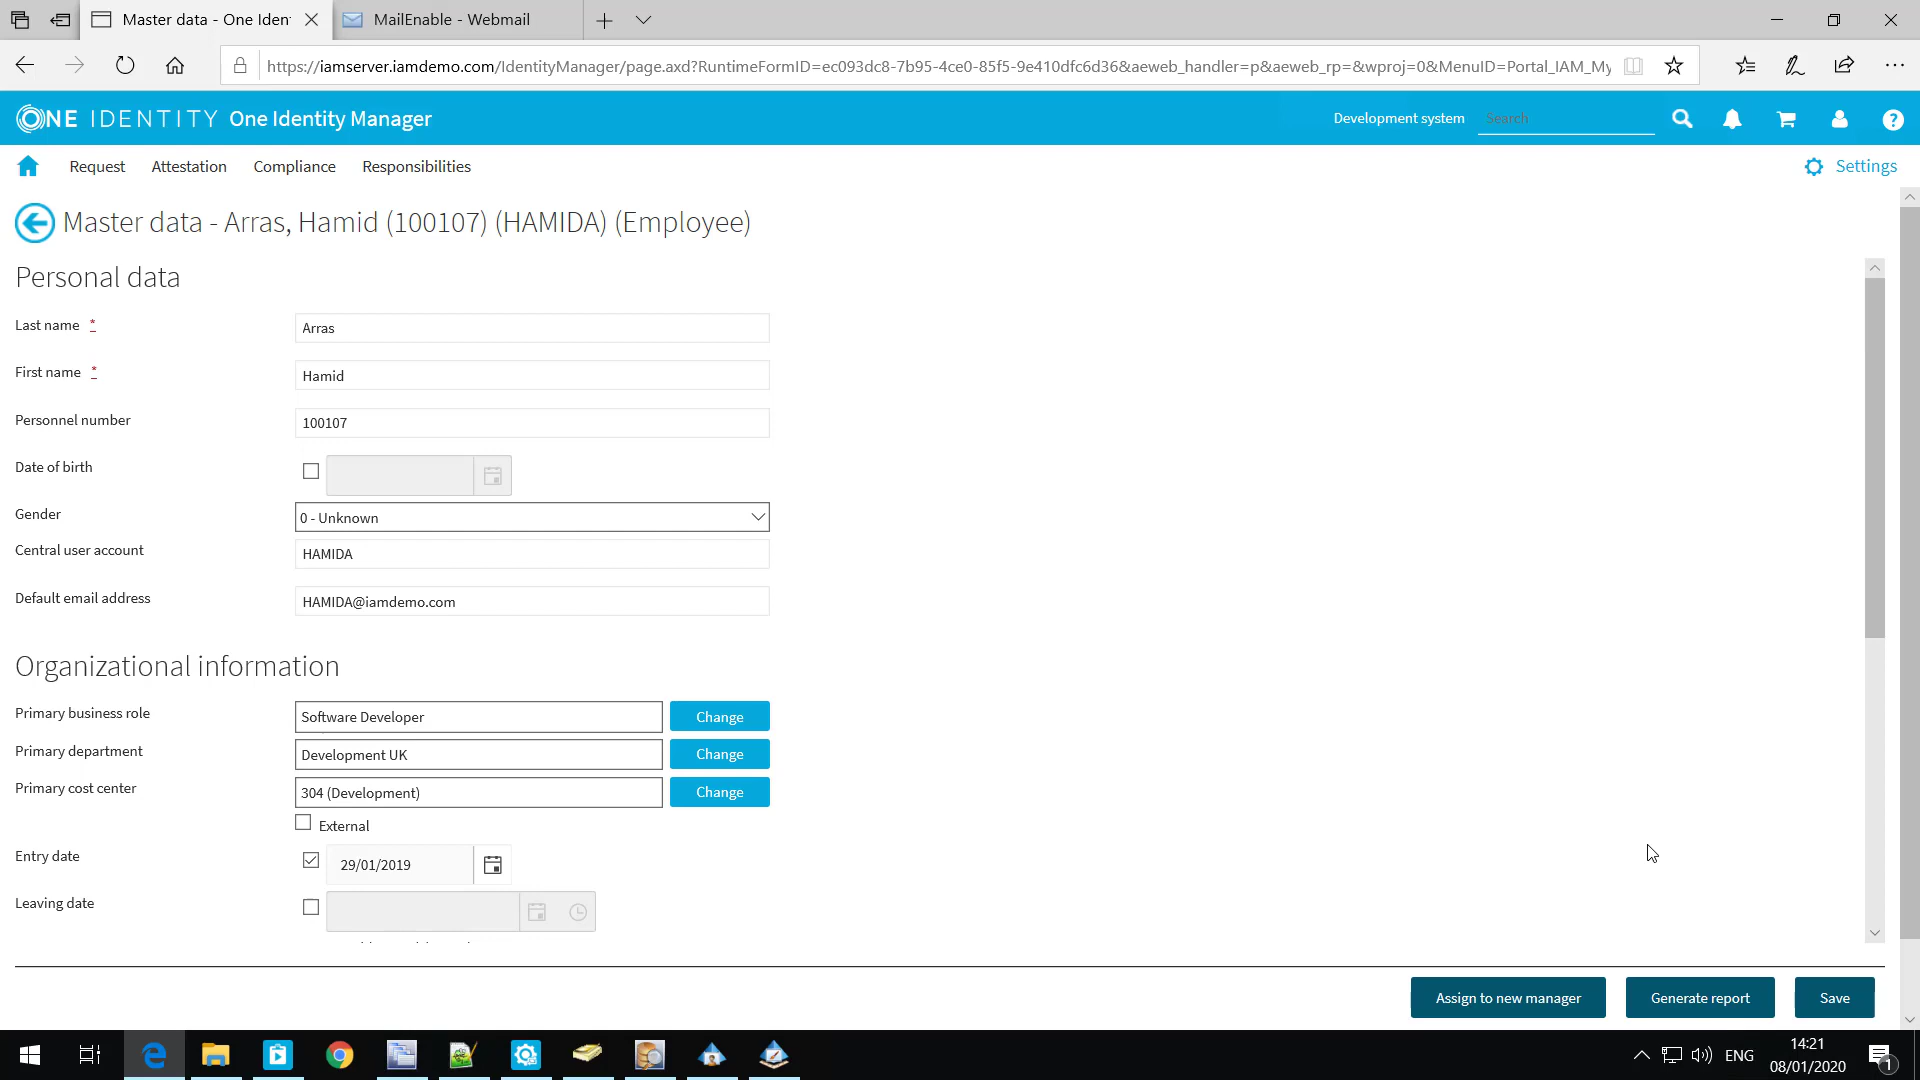 Master data - One Iden
MailEnable - Webmail
https://iamserver.iamdemo.com/IdentityManager/page.axd?RuntimeFormID=ec093dc8-7b95-4ce0-85f5-9e410dfc6d36&aeweb_handler=p&aeweb_rp=&wproj=0&MenuID=Portal_IAM_My
ONE IDENTITY One Identity Manager
Development system
Search
Request
Attestation
Compliance
Responsibilities
Settings
Master data - Arras, Hamid (100107) (HAMIDA) (Employee)
Personal data
Last name *
Arras
First name *
Hamid
Personnel number
100107
Date of birth
Gender
0 - Unknown
Central user account
HAMIDA
Default email address
HAMIDA@iamdemo.com
Organizational information
Primary business role
Software Developer
Change
Primary department
Development UK
Change
Primary cost center
304 (Development)
Change
External
Entry date
29/01/2019
Leaving date
Assign to new manager
Generate report
Save
ENG
14:21
08/01/2020
1